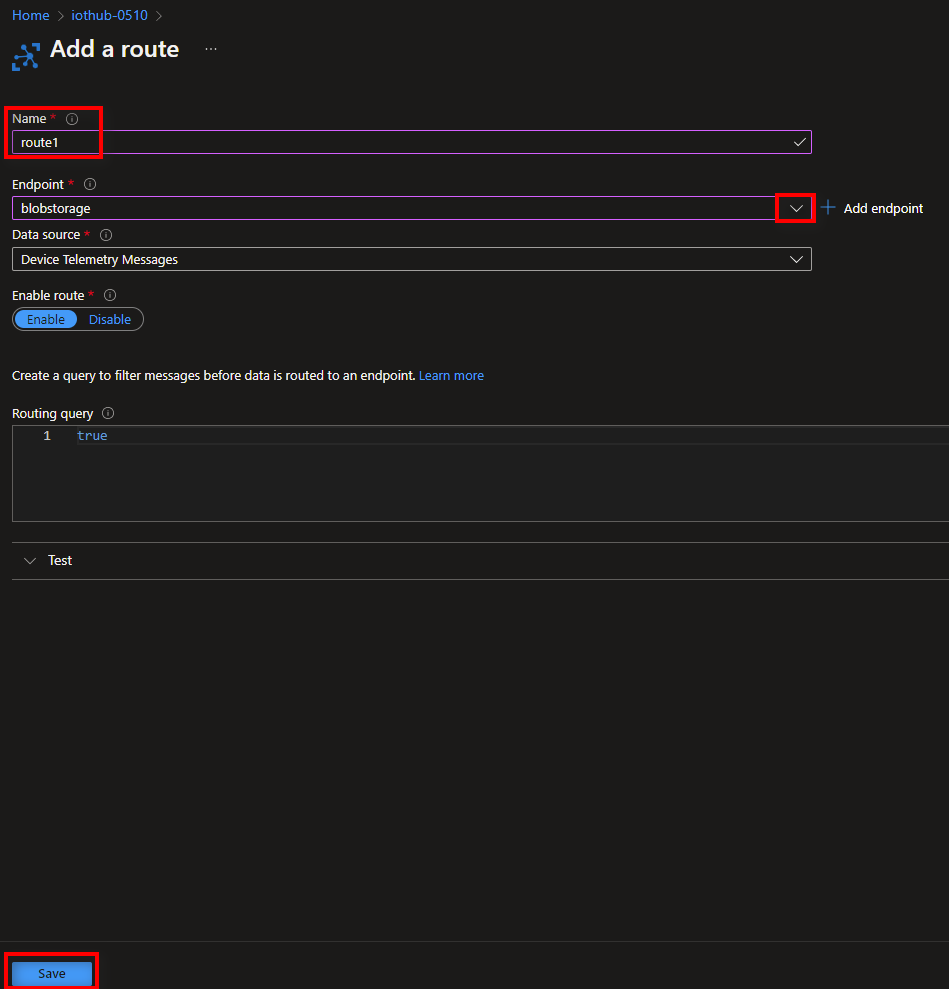 Home > iothub-0510 >
Add a route ...
Name *
route1
Endpoint *
blobstorage
Add endpoint
Data source *
Device Telemetry Messages
Enable route *
Enable Disable
Create a query to filter messages before data is routed to an endpoint. Learn more
Routing query
1 true
Test
Save